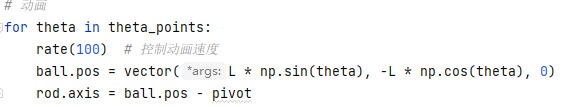 # 动画
for theta in theta_points:
rate(100)  # 控制动画速度
ball.pos = vector( *args: L * np.sin(theta), -L * np.cos(theta), 0)
rod.axis = ball.pos - pivot